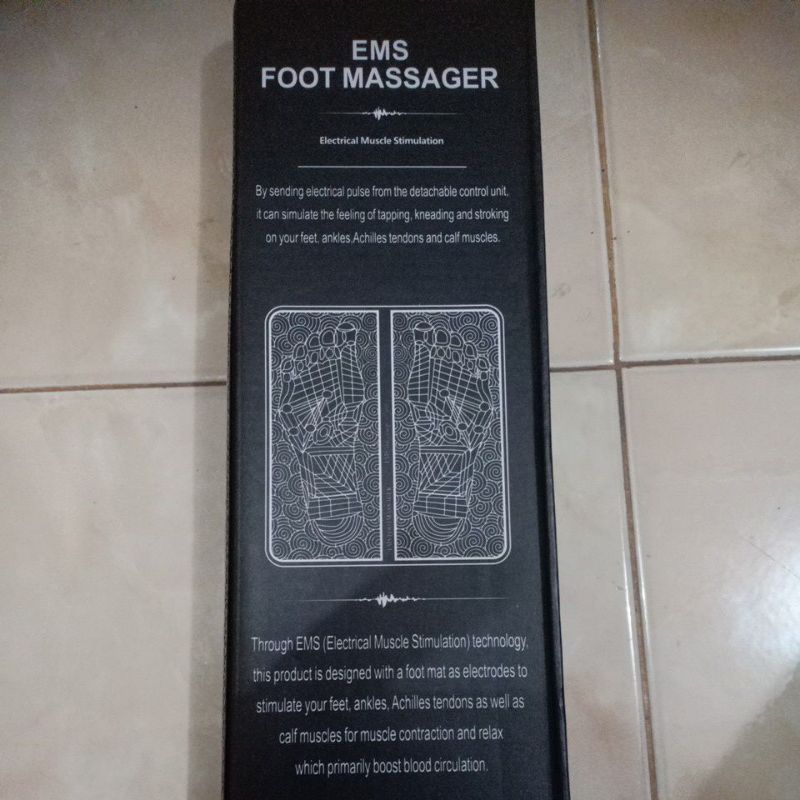 EMS
FOOT MASSAGER
Electrical Muscle Stimulation
By sending electrical pulse from the detachable control unit,
it can simulate the feeling of tapping, kneading and stroking
on your feet, ankles,Achilles tendons and calf muscles.
Through EMS (Electrical Muscle Stimulation) technology,
this product is designed with a foot mat as electrodes to
stimulate your feet, ankles, Achilles tendons as well as
calf muscles for muscle contraction and relax
which primarily boost blood circulation.